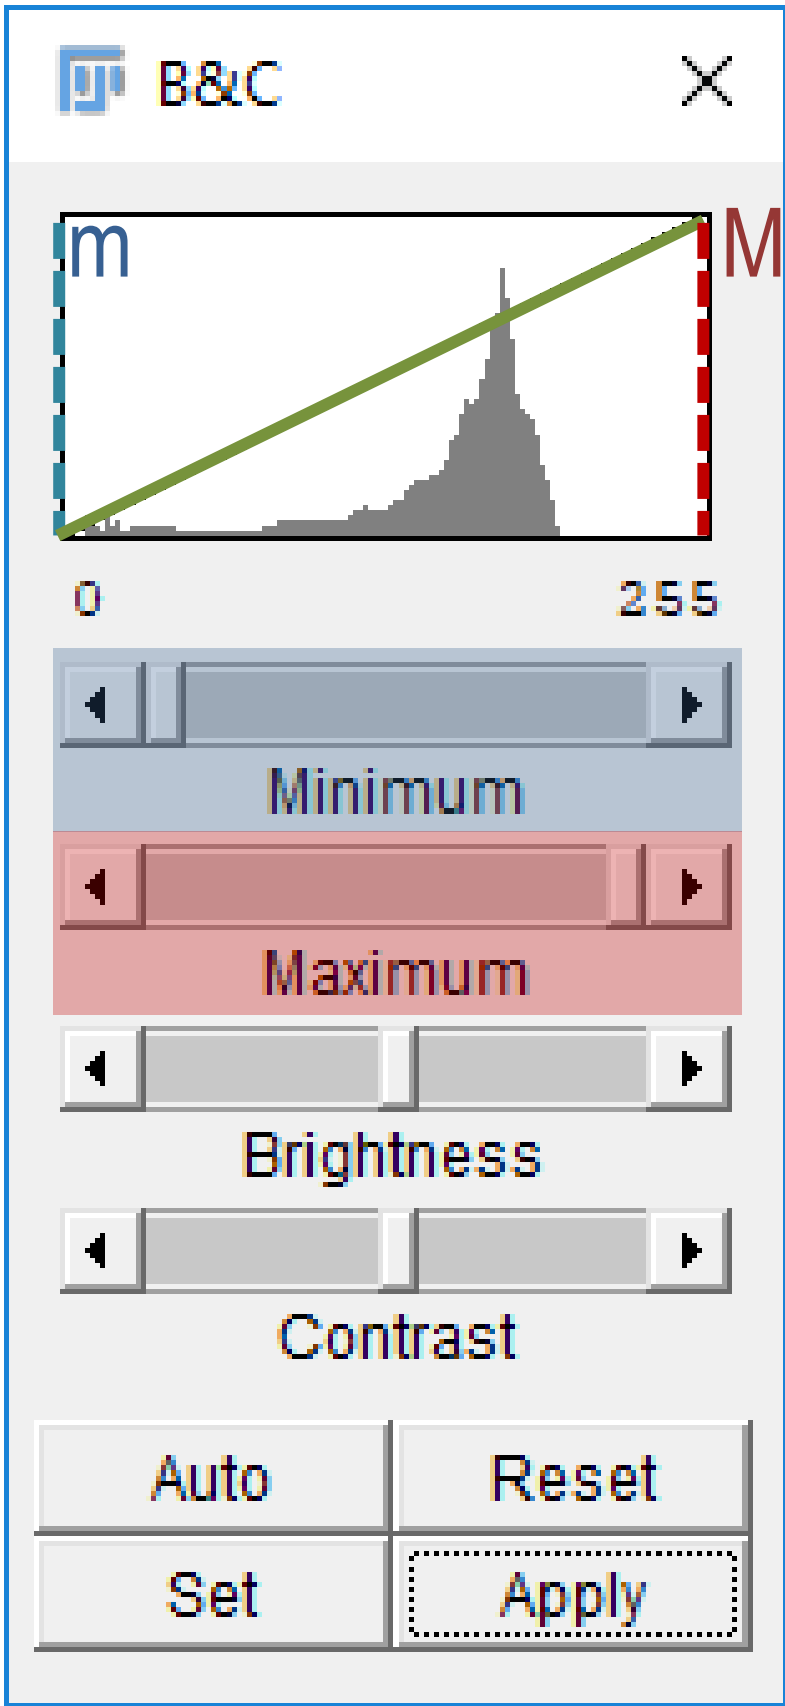 B&C
m M
0 255
Minimum
Maximum
Brightness
Contrast
Auto Reset
Set Apply